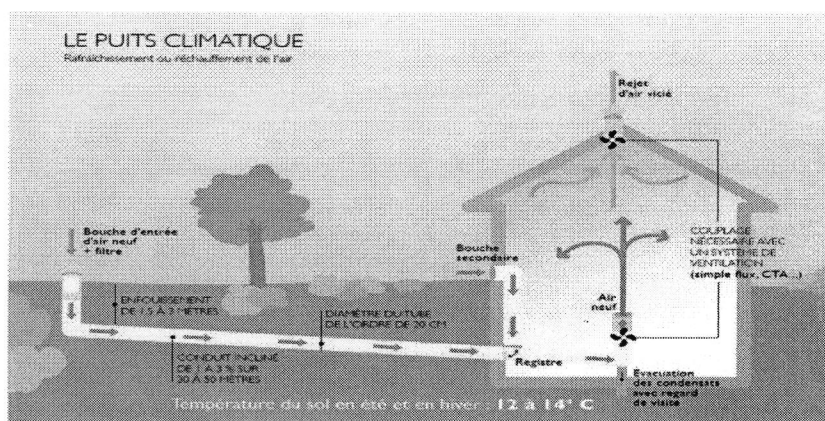 LE PUITS CLIMATIQUE
Rafraîchissement ou réchauffement de l'air
Rejet
d'air vicié
Bouche d'entrée
d'air neuf
+ filtre
Bouche
secondaire
COUPLAGE
NÉCESSAIRE AVEC
UN SYSTÈME DE
VENTILATION
(simple flux, CTA...)
ENFOUISSEMENT
DE 1,5 À 3 MÈTRES
DIAMÈTRE DU TUBE
DE L'ORDRE DE 20 CM
Air
neuf
CONDUIT INCLINÉ
DE 1 À 3 % SUR
30 À 50 MÈTRES
Registre
Évacuation
des condensats
avec regard
de visite
Température du sol en été et en hiver : 12 à 14° C